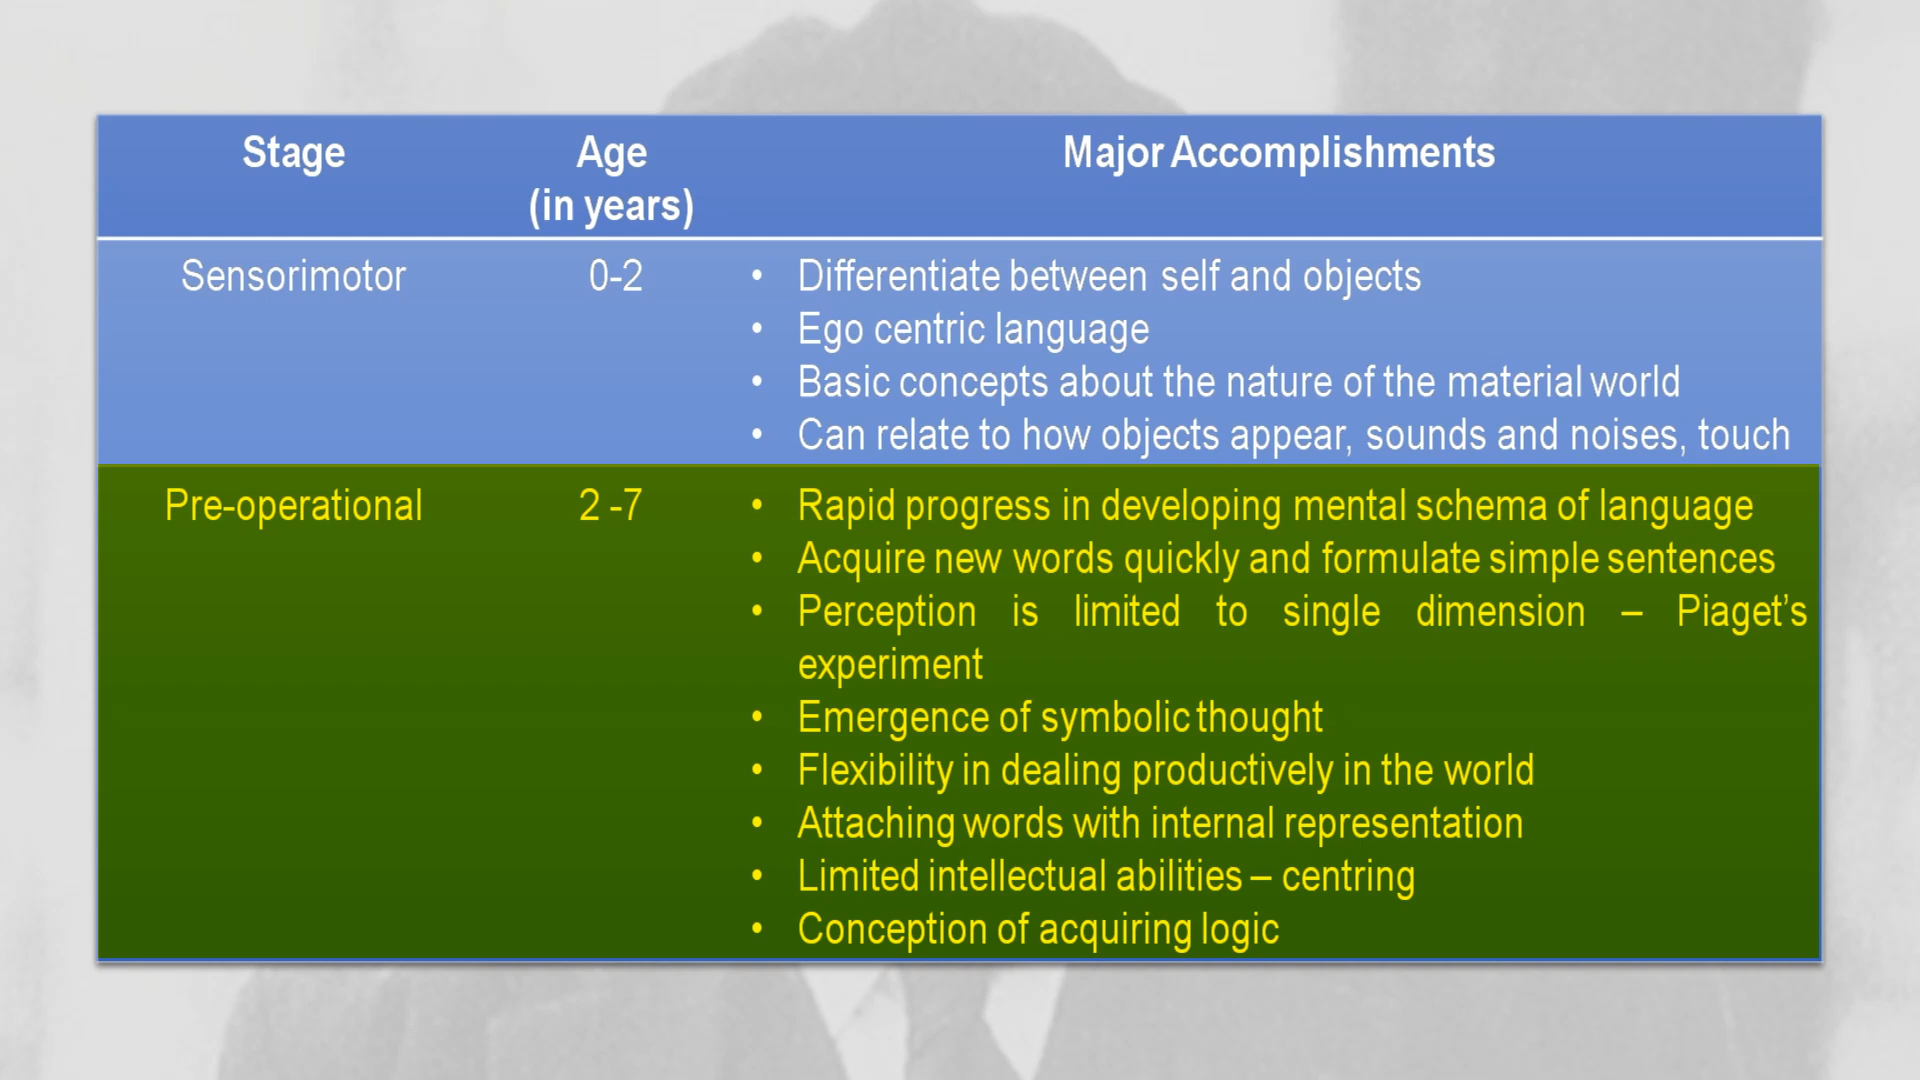 Stage Age Major Accomplishments
(in years)
Sensorimotor 0-2 • Differentiate between self and objects
• Ego centric language
• Basic concepts about the nature of the material world
• Can relate to how objects appear, sounds and noises, touch
Pre-operational 2 -7 • Rapid progress in developing mental schema of language
• Acquire new words quickly and formulate simple sentences
• Perception is limited to single dimension – Piaget’s
experiment
• Emergence of symbolic thought
• Flexibility in dealing productively in the world
• Attaching words with internal representation
• Limited intellectual abilities – centring
• Conception of acquiring logic